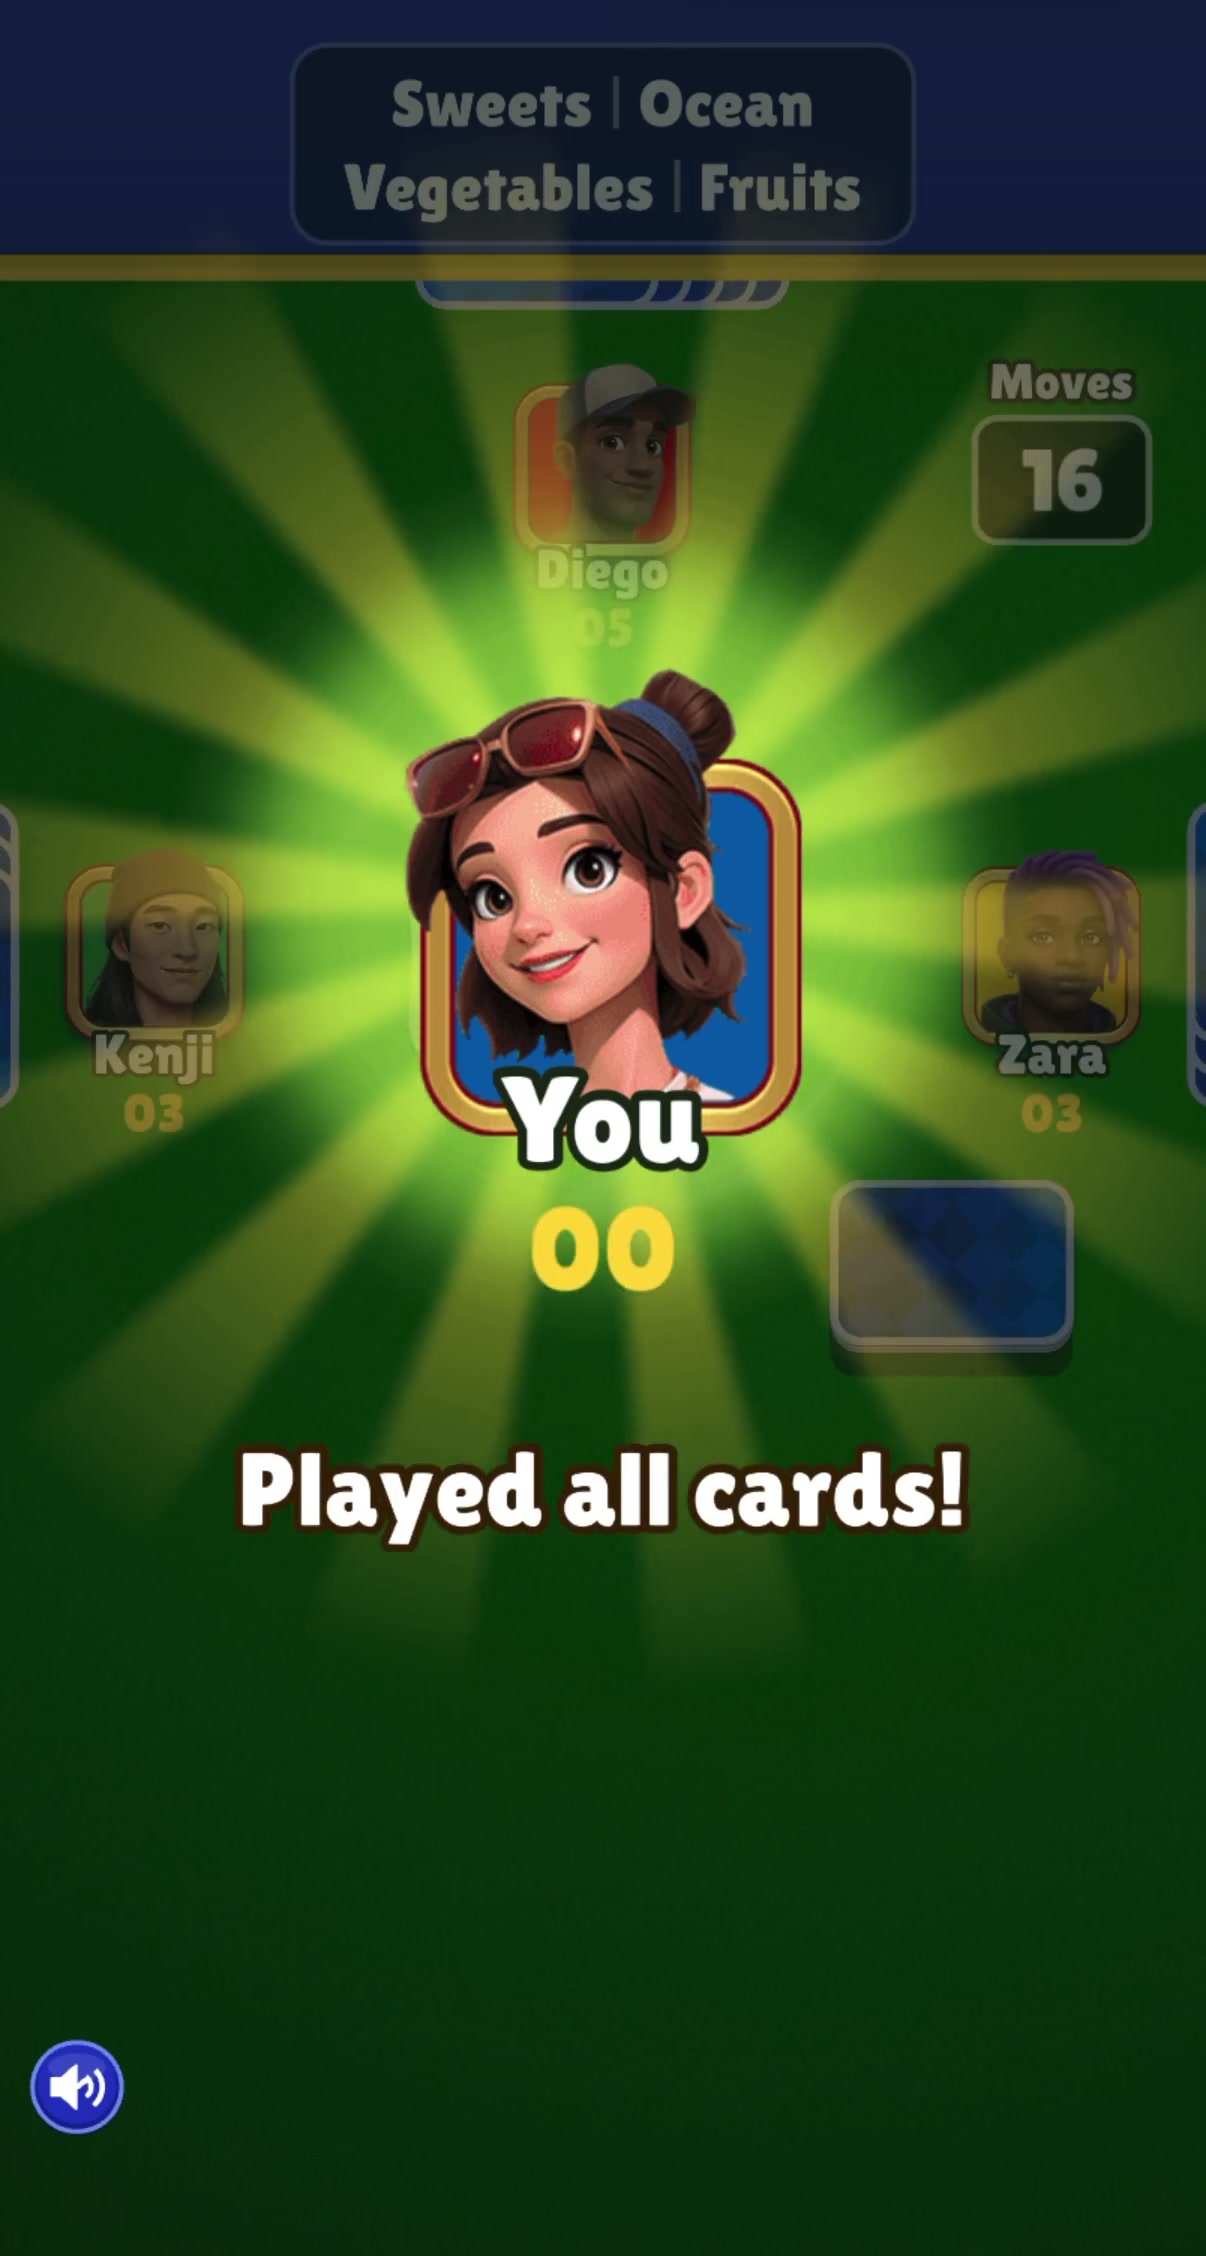 Sweets | Ocean
Vegetables | Fruits
Moves
16
Diego
05
Kenji
03
Zara
03
You
00
Played all cards!